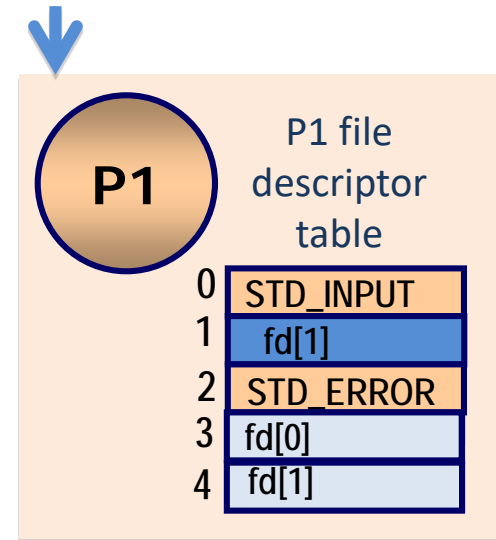 P1
P1 file
descriptor
table
0 STD_INPUT
1 fd[1]
2 STD_ERROR
3 fd[0]
4 fd[1]